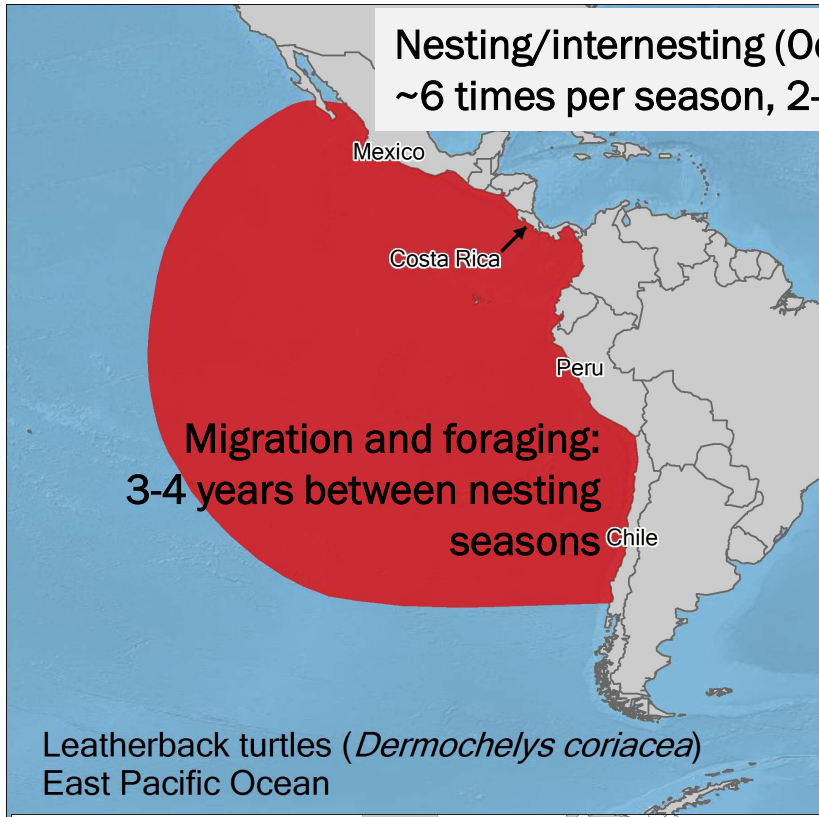 Nesting/internesting (O
~6 times per season, 2-
Mexico
Costa Rica
Peru
Migration and foraging:
3-4 years between nesting
seasons
Chile
Leatherback turtles (Dermochelys coriacea)
East Pacific Ocean